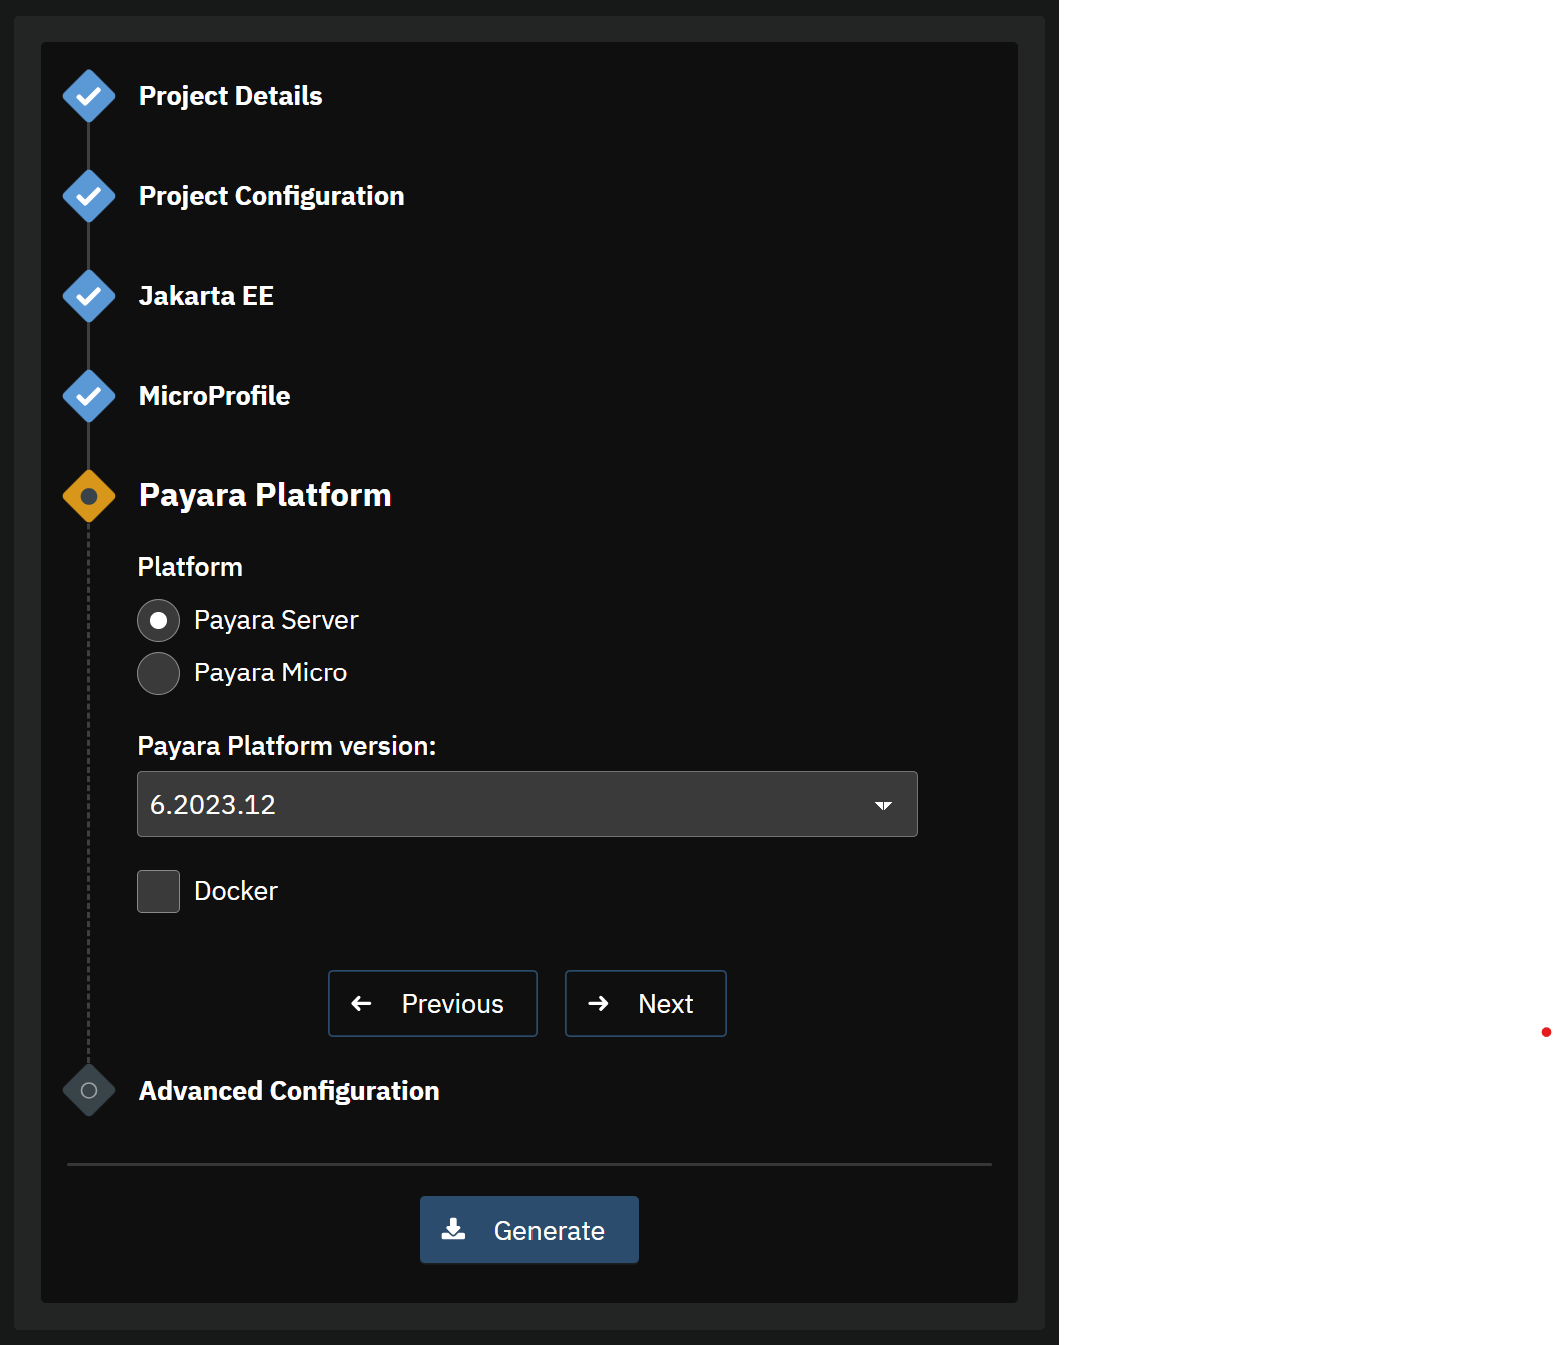 Project Details
Project Configuration
Jakarta EE
MicroProfile
Payara Platform
Platform
Payara Server
Payara Micro
Payara Platform version:
6.2023.12
Docker
Previous
Next
Advanced Configuration
Generate